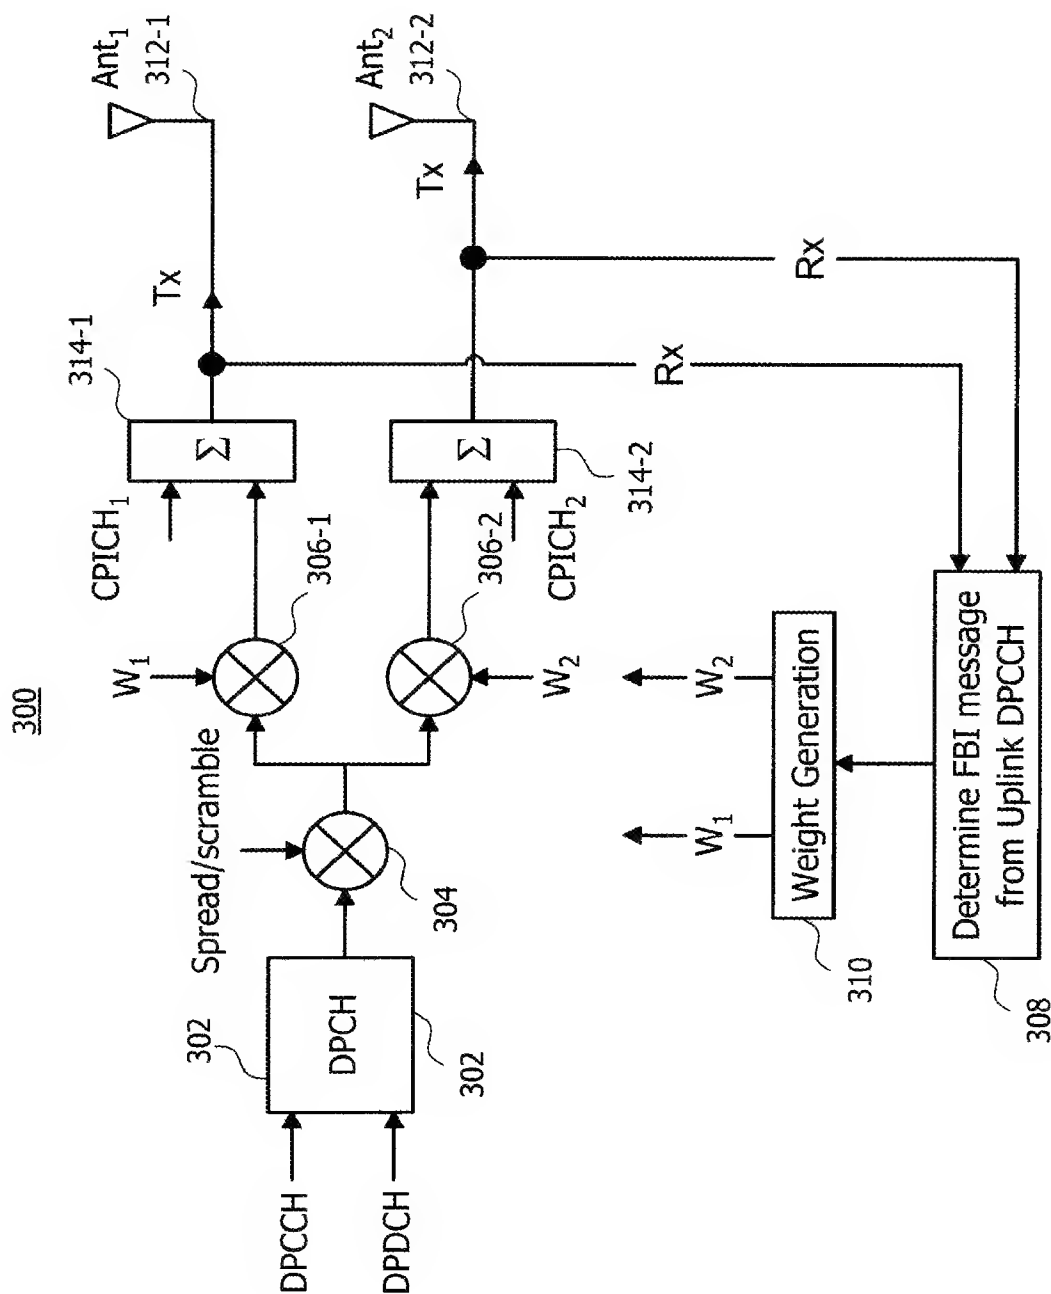 300
DPCCH
DPDCH
302
DPCH
302
Spread/scramble
304
W1
306-1
306-2
W2
CPICH1
CPICH2
314-1
Σ
Σ
314-2
Tx
Tx
Ant1
312-1
Ant2
312-2
Rx
Rx
W1
W2
Weight Generation
310
Determine FBI message
from Uplink DPCCH
308